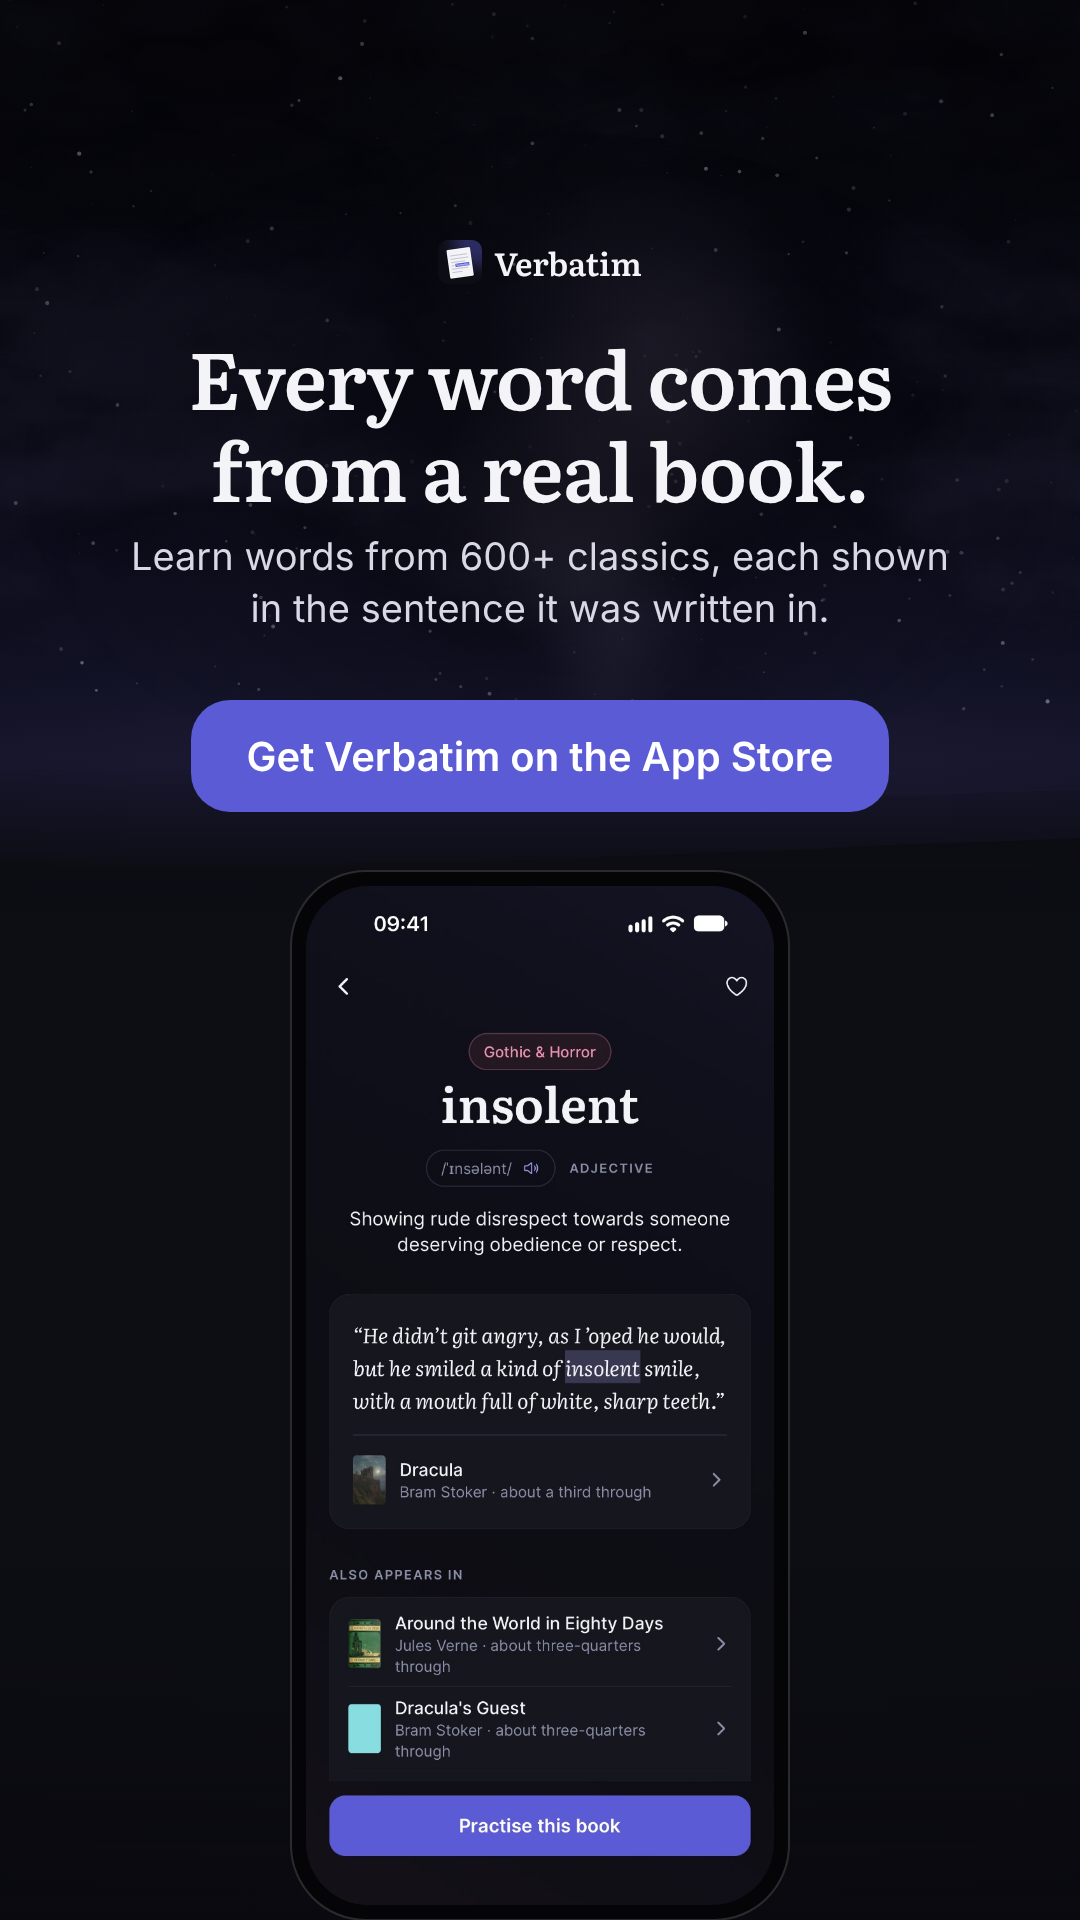 Verbatim
Every word comes
from a real book.
Learn words from 600+ classics, each shown
in the sentence it was written in.
Get Verbatim on the App Store
09:41
Gothic & Horror
insolent
/ˈɪnsələnt/ ADJECTIVE
Showing rude disrespect towards someone
deserving obedience or respect.
“He didn’t git angry, as I ’oped he would,
but he smiled a kind of insolent smile,
with a mouth full of white, sharp teeth.”
Dracula
Bram Stoker · about a third through
ALSO APPEARS IN
Around the World in Eighty Days
Jules Verne · about three-quarters
through
Dracula's Guest
Bram Stoker · about three-quarters
through
Practise this book